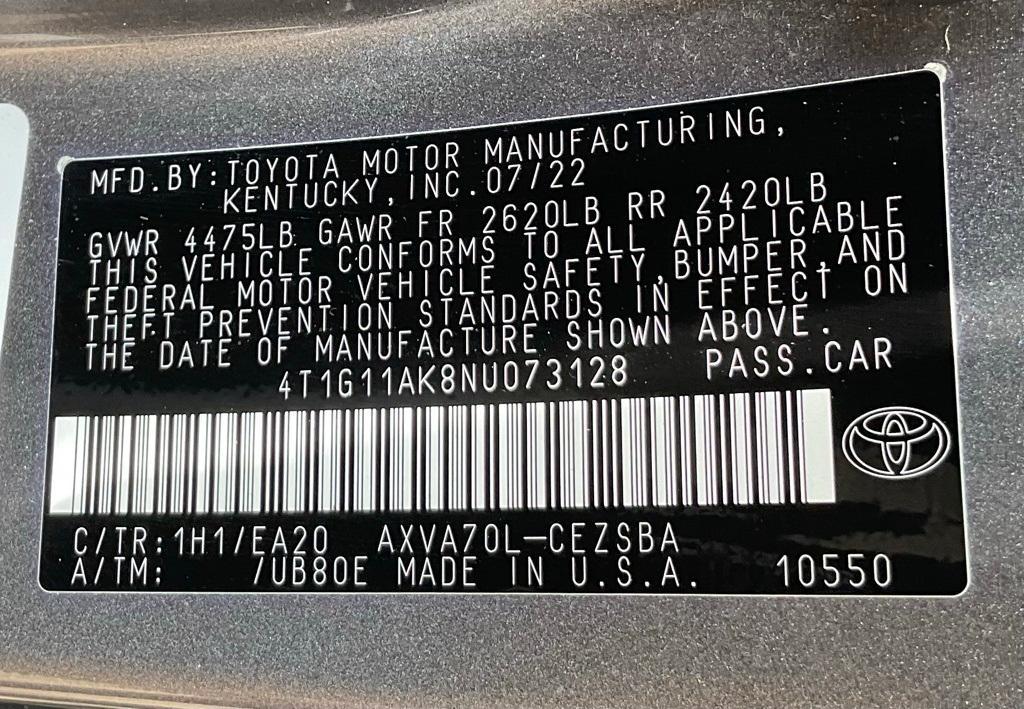 MFD.BY:TOYOTA MOTOR MANUFACTURING,
KENTUCKY, INC.07/22
GVWR 4475LB GAWR FR 2620LB RR 2420LB
THIS VEHICLE CONFORMS TO ALL APPLICABLE
FEDERAL MOTOR VEHICLE SAFETY,BUMPER,AND
THEFT PREVENTION STANDARDS IN EFFECT ON
THE DATE OF MANUFACTURE SHOWN ABOVE.
4T1G11AK8NU073128 PASS.CAR
C/TR:1H1/EA20 AXVA70L-CEZSBA
A/TM: /UB80E MADE IN U.S.A. 10550